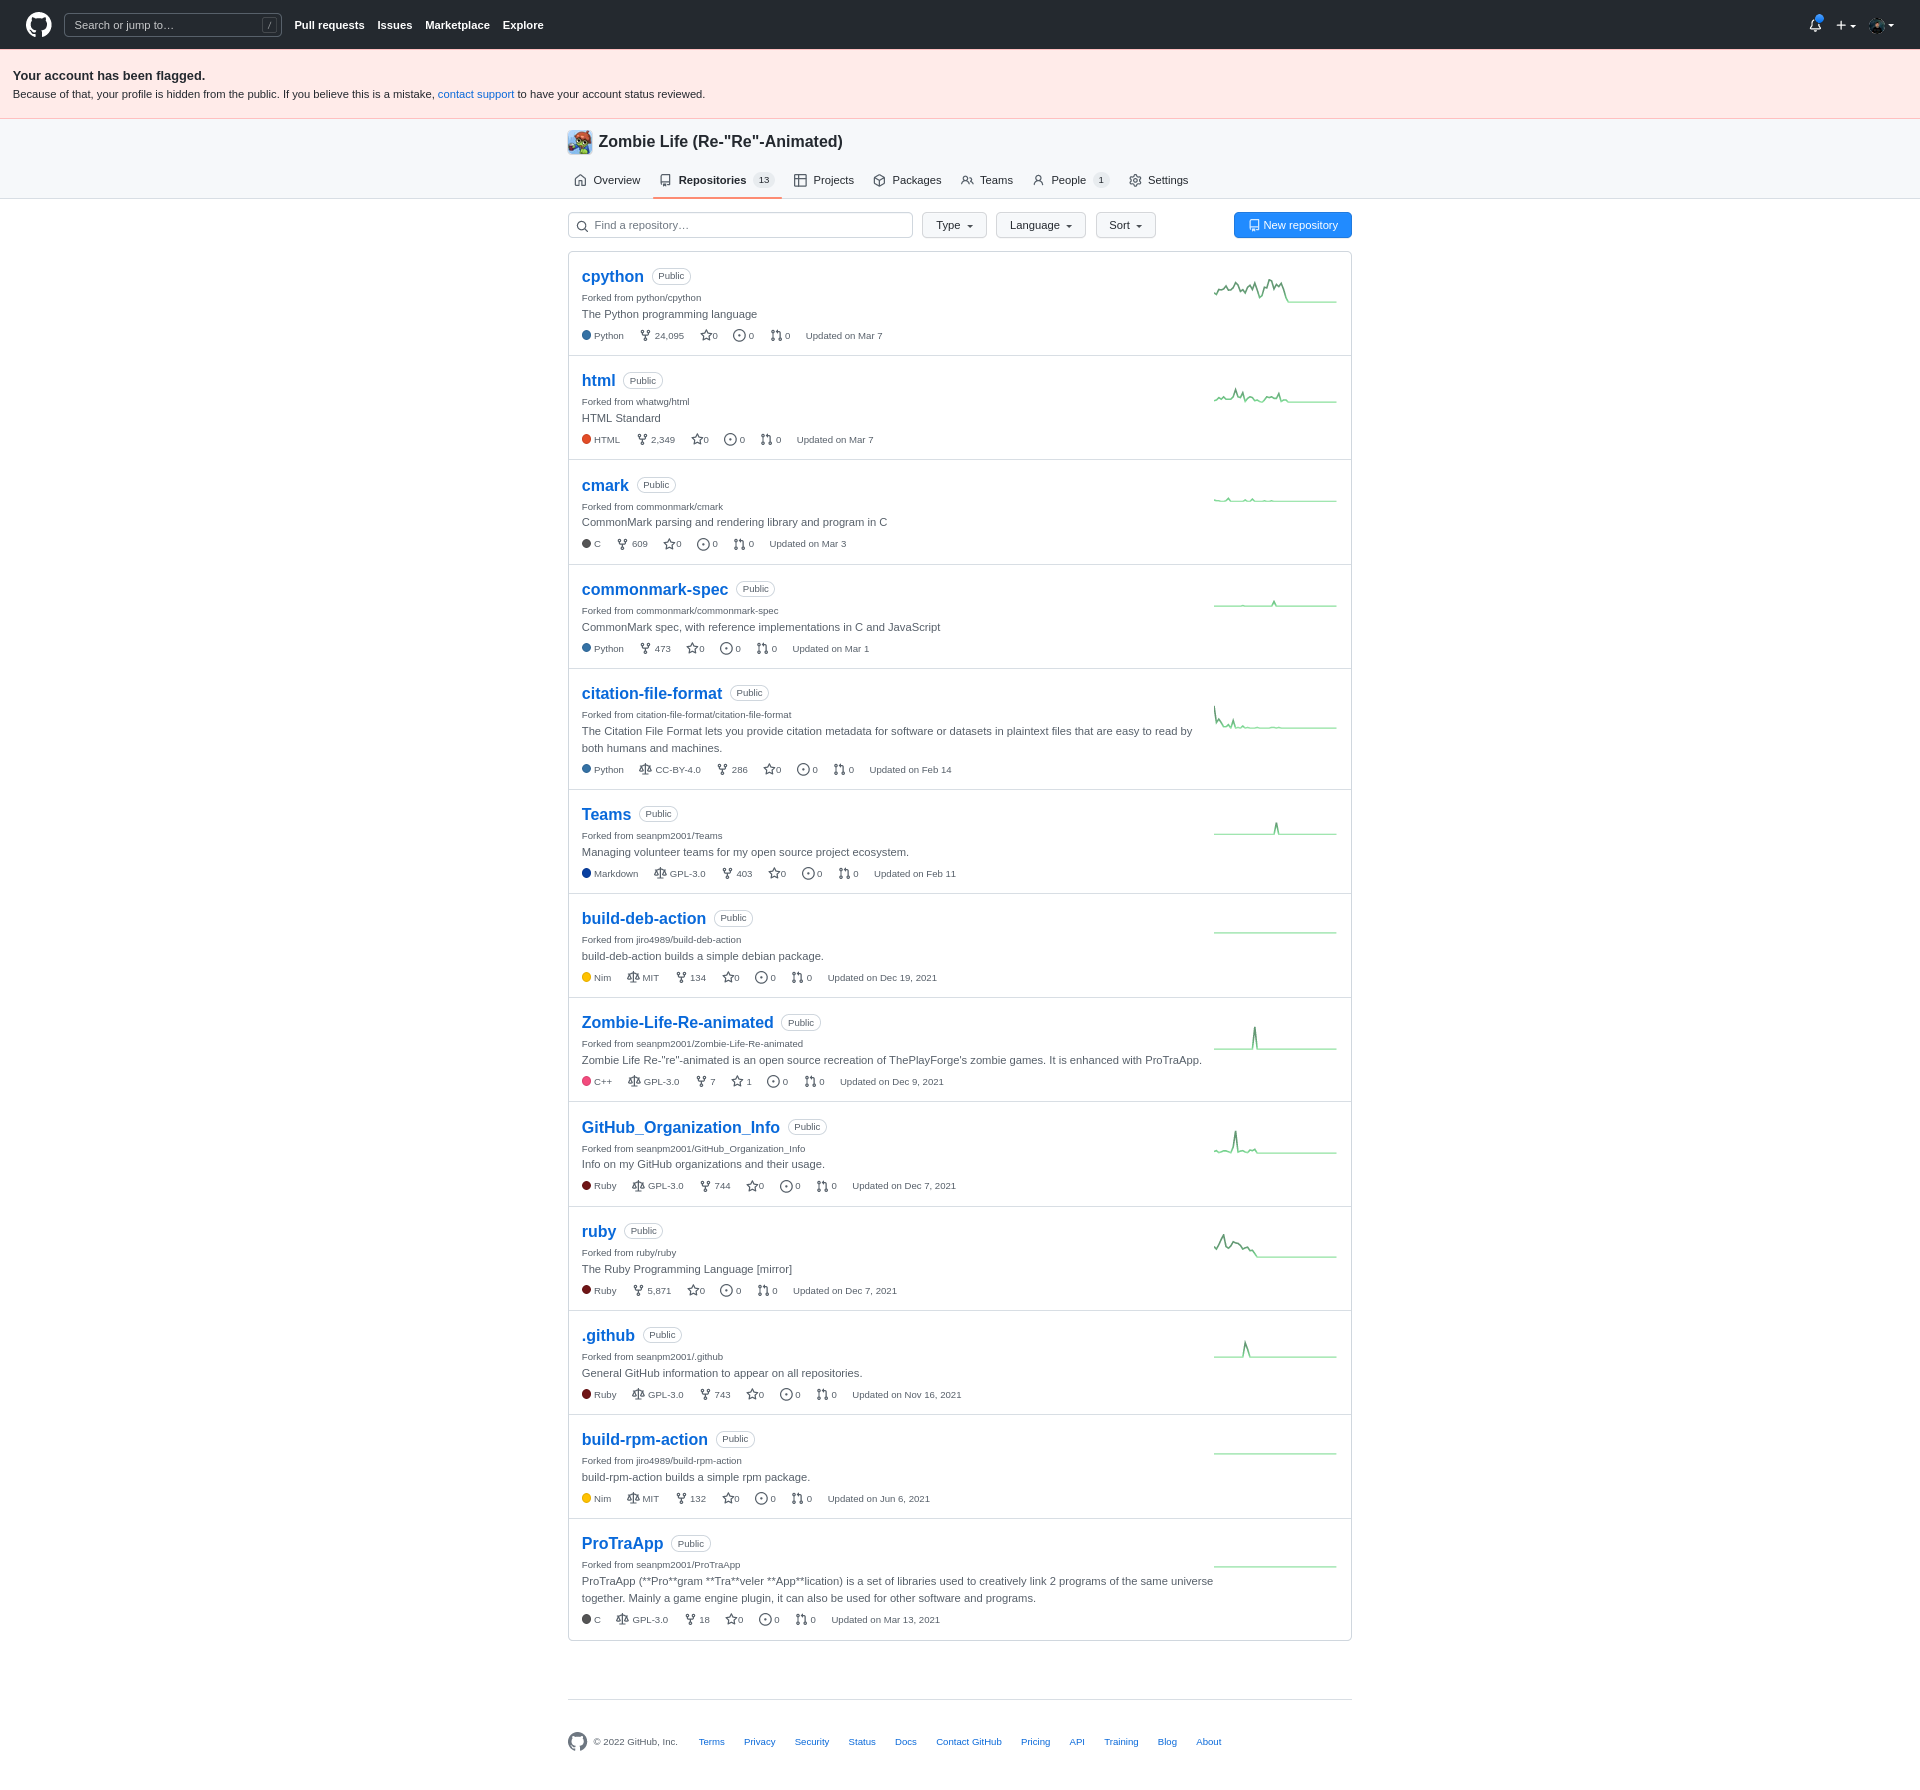 Search or jump to… /
Pull requests Issues Marketplace Explore
Your account has been flagged.
Because of that, your profile is hidden from the public. If you believe this is a mistake, contact support to have your account status reviewed.
Zombie Life (Re-"Re"-Animated)
Overview Repositories 13 Projects Packages Teams People 1 Settings
Find a repository… Type Language Sort New repository
cpython Public
Forked from python/cpython
The Python programming language
Python 24,095 0 0 0 Updated on Mar 7
html Public
Forked from whatwg/html
HTML Standard
HTML 2,349 0 0 0 Updated on Mar 7
cmark Public
Forked from commonmark/cmark
CommonMark parsing and rendering library and program in C
C 609 0 0 0 Updated on Mar 3
commonmark-spec Public
Forked from commonmark/commonmark-spec
CommonMark spec, with reference implementations in C and JavaScript
Python 473 0 0 0 Updated on Mar 1
citation-file-format Public
Forked from citation-file-format/citation-file-format
The Citation File Format lets you provide citation metadata for software or datasets in plaintext files that are easy to read by
both humans and machines.
Python CC-BY-4.0 286 0 0 0 Updated on Feb 14
Teams Public
Forked from seanpm2001/Teams
Managing volunteer teams for my open source project ecosystem.
Markdown GPL-3.0 403 0 0 0 Updated on Feb 11
build-deb-action Public
Forked from jiro4989/build-deb-action
build-deb-action builds a simple debian package.
Nim MIT 134 0 0 0 Updated on Dec 19, 2021
Zombie-Life-Re-animated Public
Forked from seanpm2001/Zombie-Life-Re-animated
Zombie Life Re-"re"-animated is an open source recreation of ThePlayForge's zombie games. It is enhanced with ProTraApp.
C++ GPL-3.0 7 1 0 0 Updated on Dec 9, 2021
GitHub_Organization_Info Public
Forked from seanpm2001/GitHub_Organization_Info
Info on my GitHub organizations and their usage.
Ruby GPL-3.0 744 0 0 0 Updated on Dec 7, 2021
ruby Public
Forked from ruby/ruby
The Ruby Programming Language [mirror]
Ruby 5,871 0 0 0 Updated on Dec 7, 2021
.github Public
Forked from seanpm2001/.github
General GitHub information to appear on all repositories.
Ruby GPL-3.0 743 0 0 0 Updated on Nov 16, 2021
build-rpm-action Public
Forked from jiro4989/build-rpm-action
build-rpm-action builds a simple rpm package.
Nim MIT 132 0 0 0 Updated on Jun 6, 2021
ProTraApp Public
Forked from seanpm2001/ProTraApp
ProTraApp (**Pro**gram **Tra**veler **App**lication) is a set of libraries used to creatively link 2 programs of the same universe
together. Mainly a game engine plugin, it can also be used for other software and programs.
C GPL-3.0 18 0 0 0 Updated on Mar 13, 2021
© 2022 GitHub, Inc. Terms Privacy Security Status Docs Contact GitHub Pricing API Training Blog About